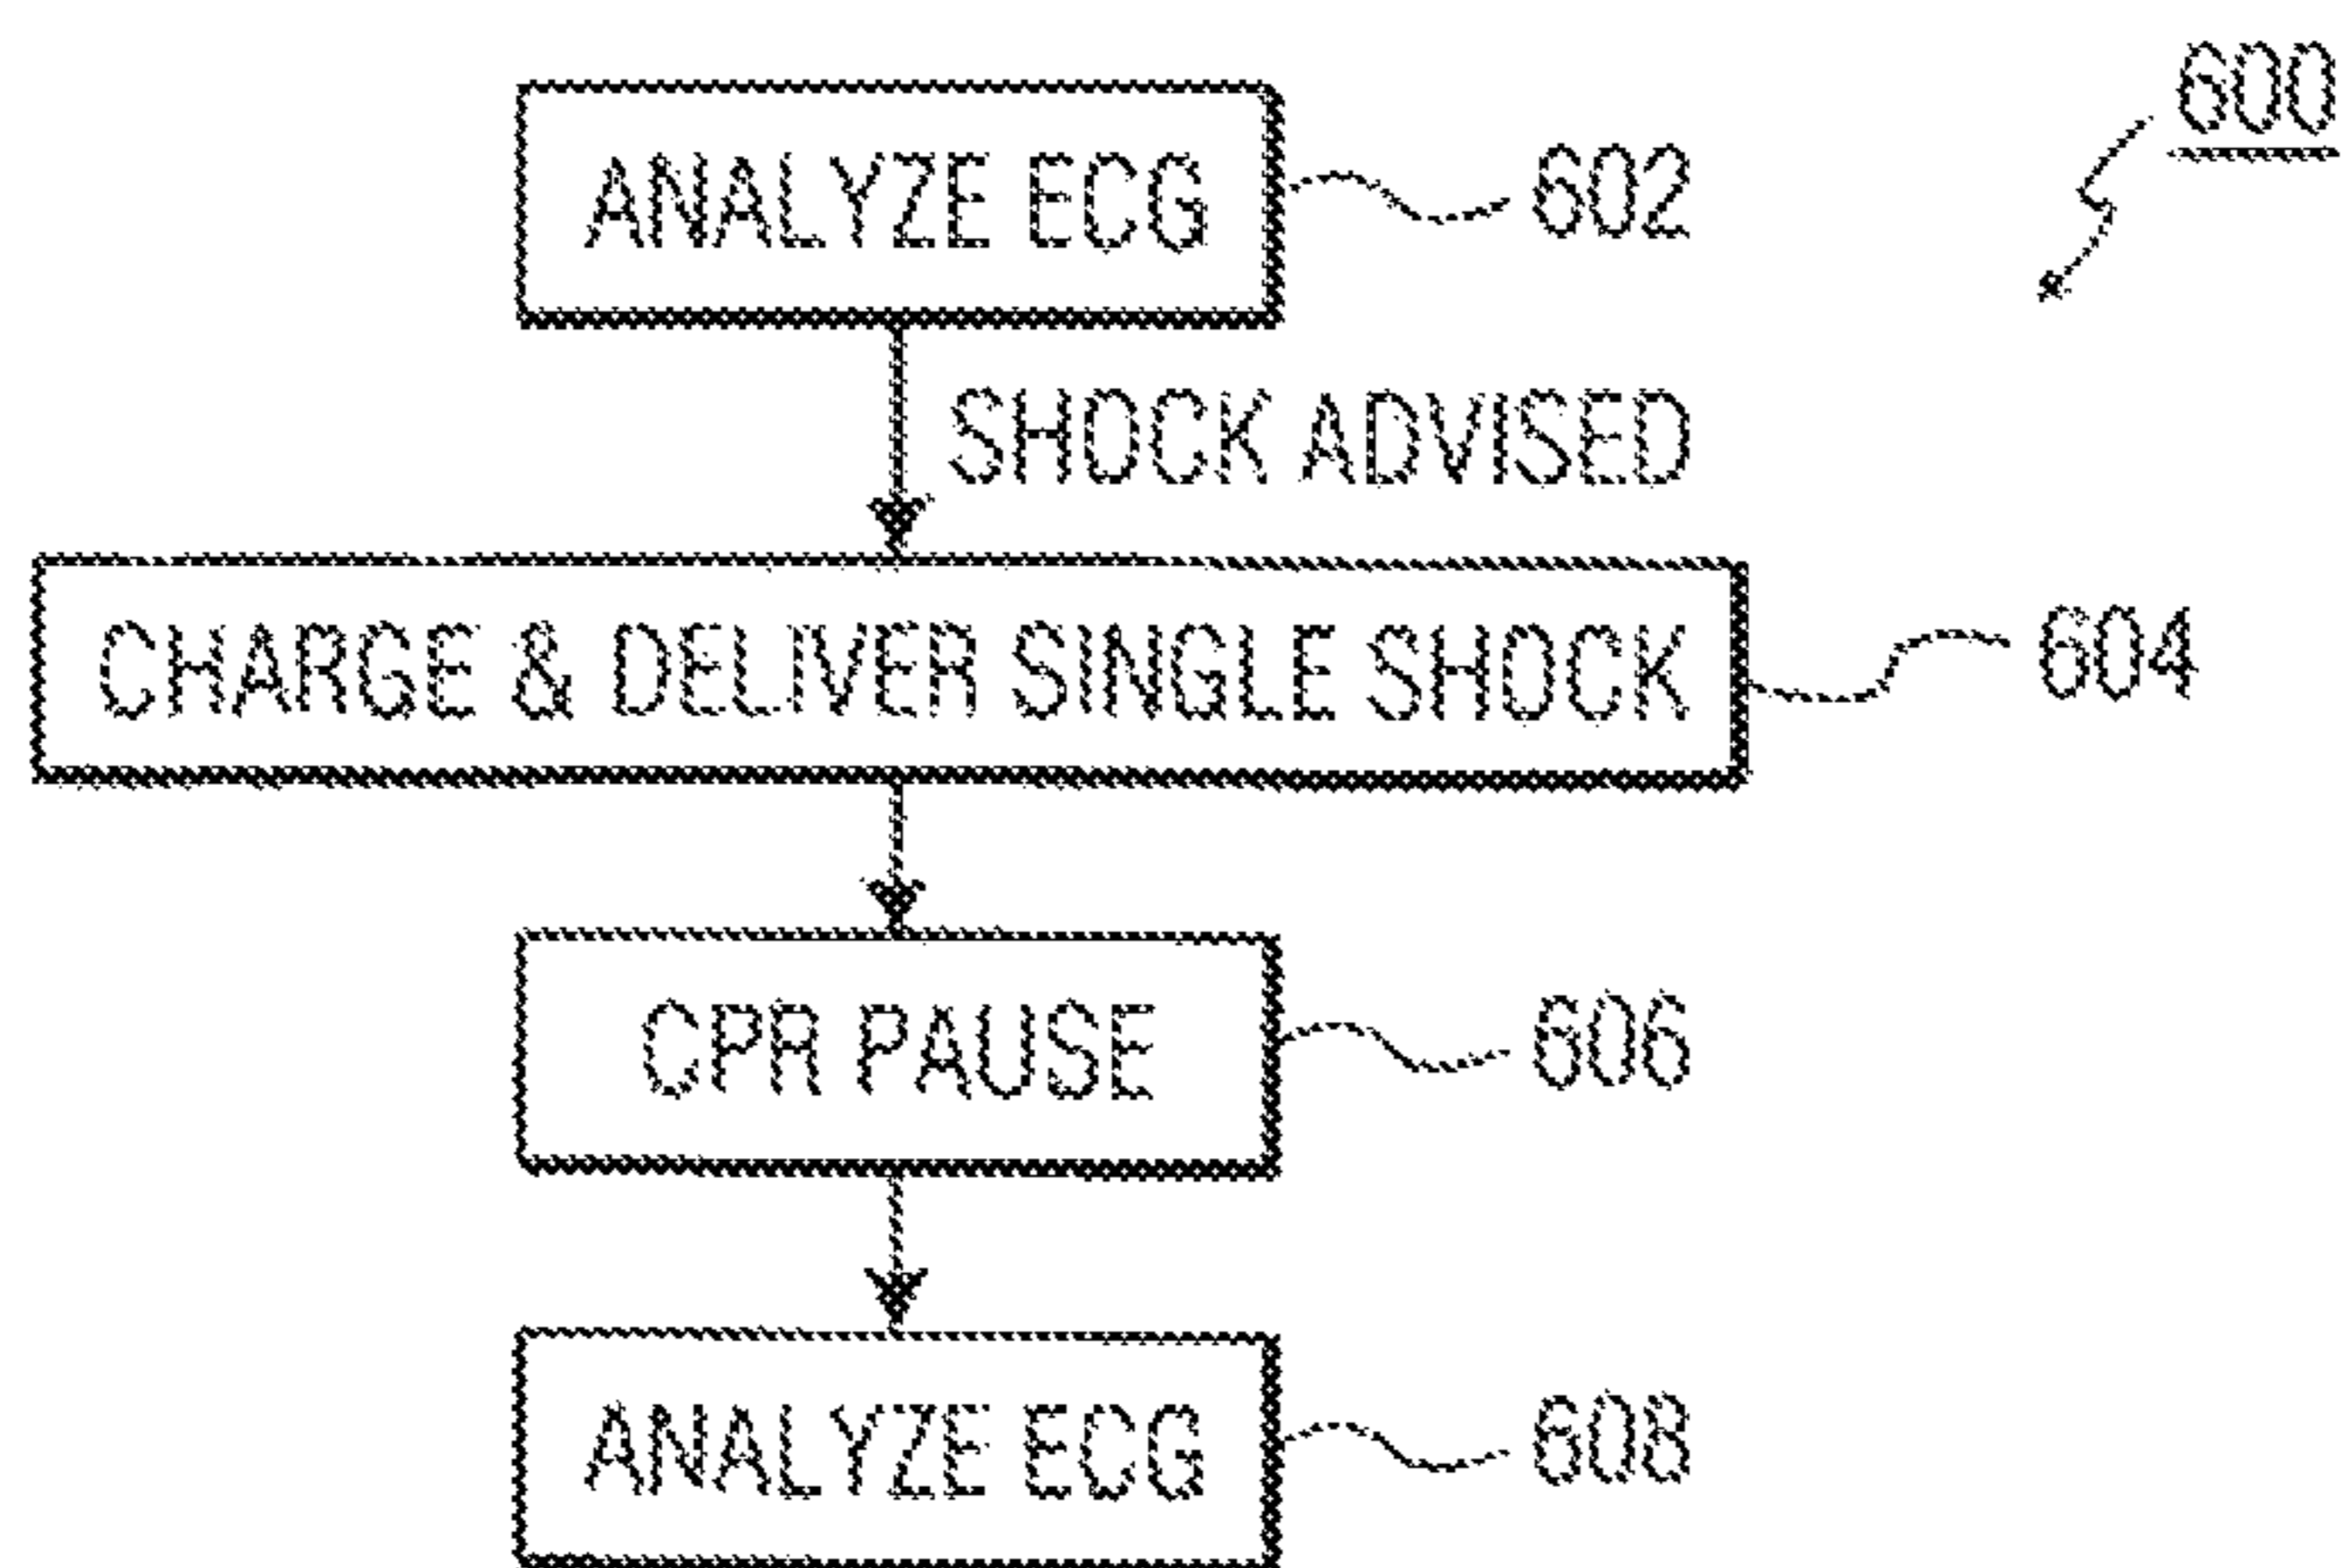 600
ANALYZE ECG 602
SHOCK ADVISED
CHARGE & DELIVER SINGLE SHOCK 604
CPR PAUSE 606
ANALYZE ECG 608